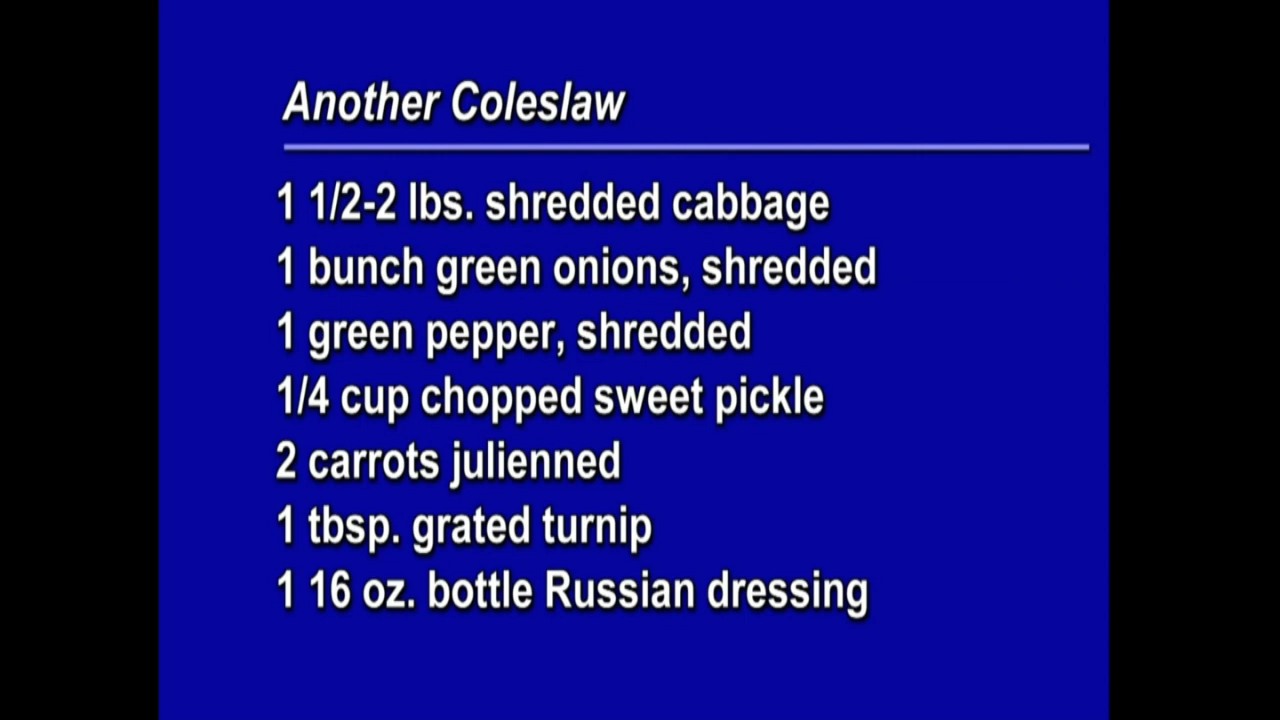 Another Coleslaw
1 1/2-2 lbs. shredded cabbage
1 bunch green onions, shredded
1 green pepper, shredded
1/4 cup chopped sweet pickle
2 carrots julienned
1 tbsp. grated turnip
1 16 oz. bottle Russian dressing